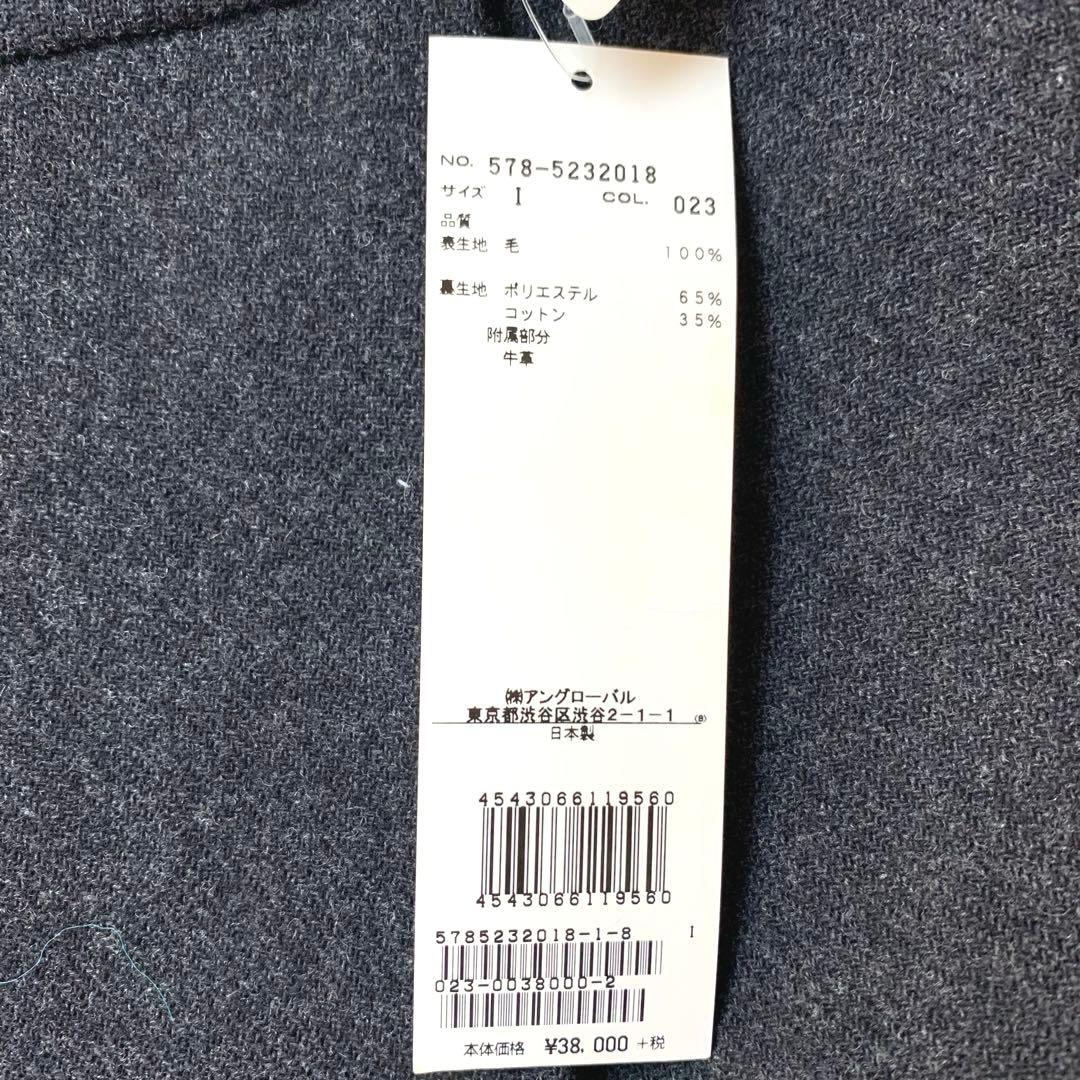 NO. 578-5232018
サイズ I COL. 023
品質
表生地 毛 100%
裏生地 ポリエステル 65%
コットン 35%
附属部分
牛革
㈱アングローバル
東京都渋谷区渋谷2-1-1 (B)
日本製
4543066119560
4543066119560
5785232018-1-8 I
023-0038000-2
本体価格 ¥38,000 +税